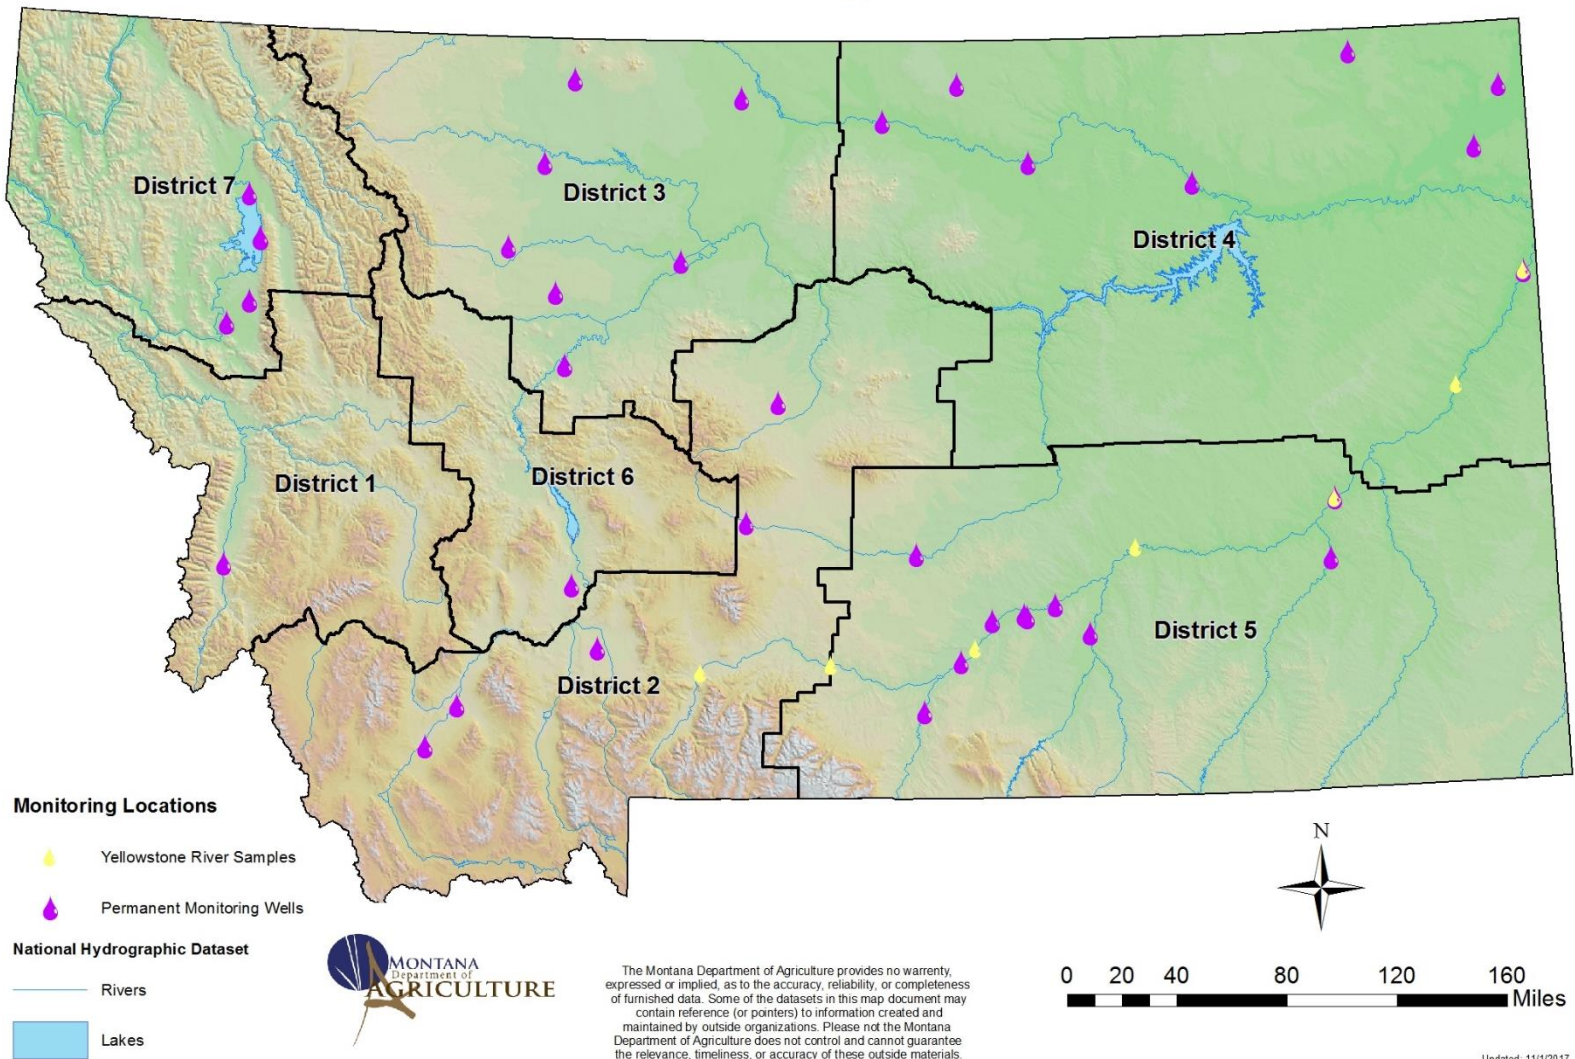 District 7
District 3
District 4
District 1
District 6
District 5
District 2
Monitoring Locations
Yellowstone River Samples
Permanent Monitoring Wells
National Hydrographic Dataset
Rivers
Lakes
MONTANA
Department of
AGRICULTURE
The Montana Department of Agriculture provides no warrenty,
expressed or implied, as to the accuracy, reliability, or completeness
of furnished data. Some of the datasets in this map document may
contain reference (or pointers) to information created and
maintained by outside organizations. Please not the Montana
Department of Agriculture does not control and cannot guarantee
the relevance, timeliness, or accuracy of these outside materials.
N
0 20 40 80 120 160
Miles
Updated: 11/1/2017